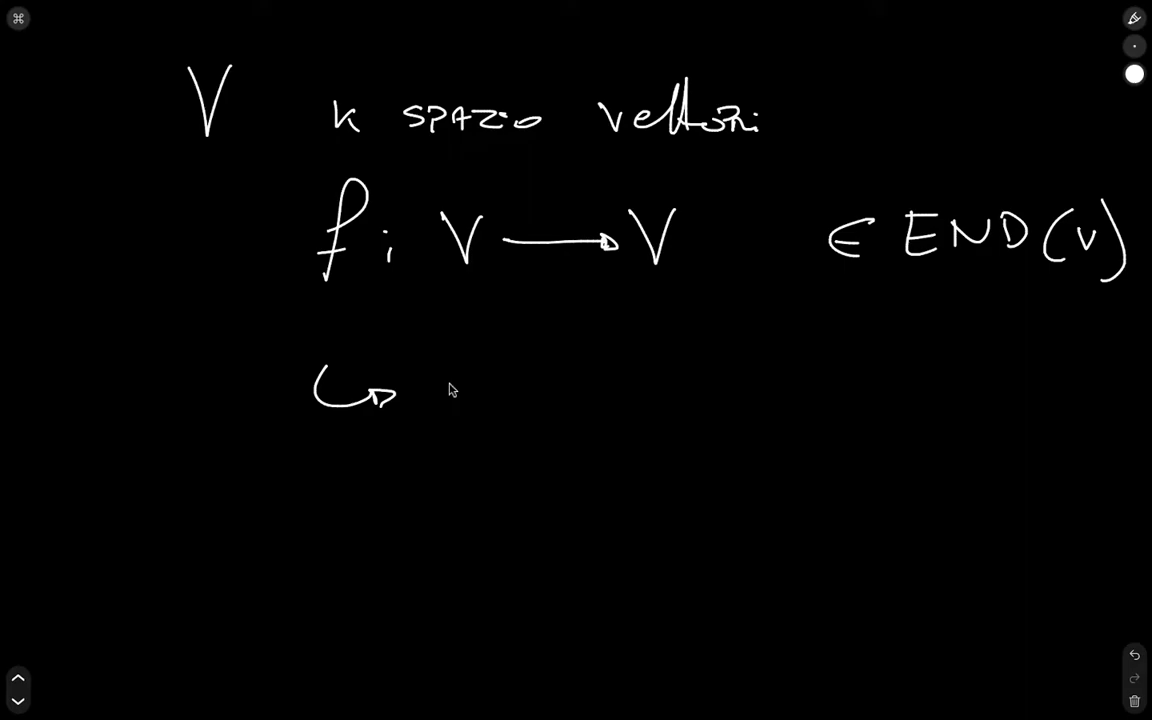 V k SPAZIO vettori
f : V → V ∈ END(V)
↪